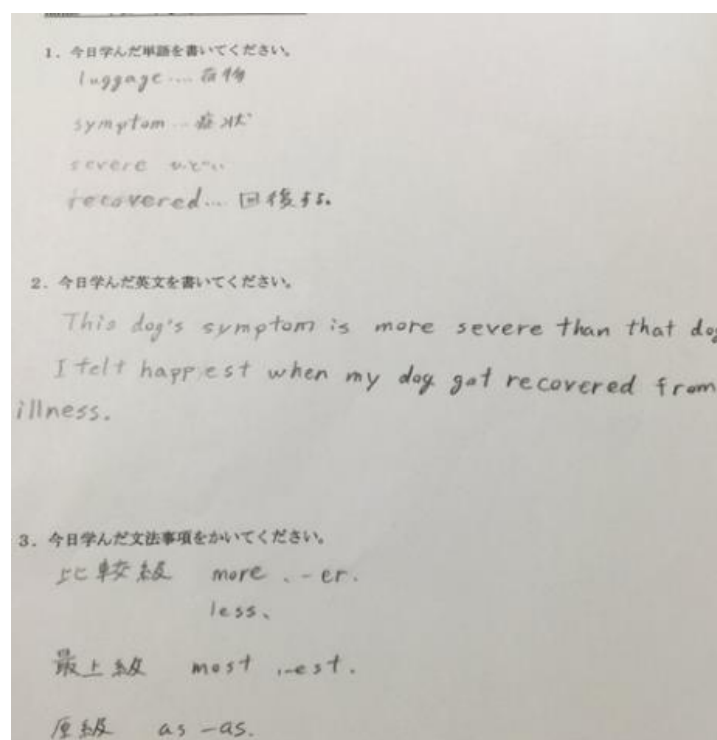 1. 今日学んだ単語を書いてください。
luggage.... 荷物
symptom... 症状
severe ひどい
recovered... 回復する。
2. 今日学んだ英文を書いてください。
This dog's symptom is more severe than that dog
I felt happiest when my dog got recovered from
illness.
3. 今日学んだ文法事項をかいてください。
比較級 more 、-er.
less、
最上級 most 、-est.
原級 as -as.